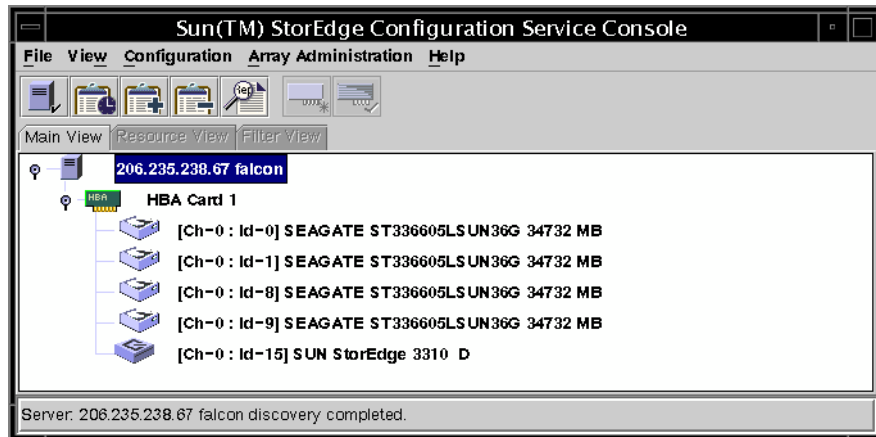 Sun(TM) StorEdge Configuration Service Console
File View Configuration Array Administration Help
Rep
Main View Resource View Filter View
206.235.238.67 falcon
HBA HBA Card 1
[Ch-0 : Id-0] SEAGATE ST336605LSUN36G 34732 MB
[Ch-0 : Id-1] SEAGATE ST336605LSUN36G 34732 MB
[Ch-0 : Id-8] SEAGATE ST336605LSUN36G 34732 MB
[Ch-0 : Id-9] SEAGATE ST336605LSUN36G 34732 MB
[Ch-0 : Id-15] SUN StorEdge 3310 D
Server: 206.235.238.67 falcon discovery completed.